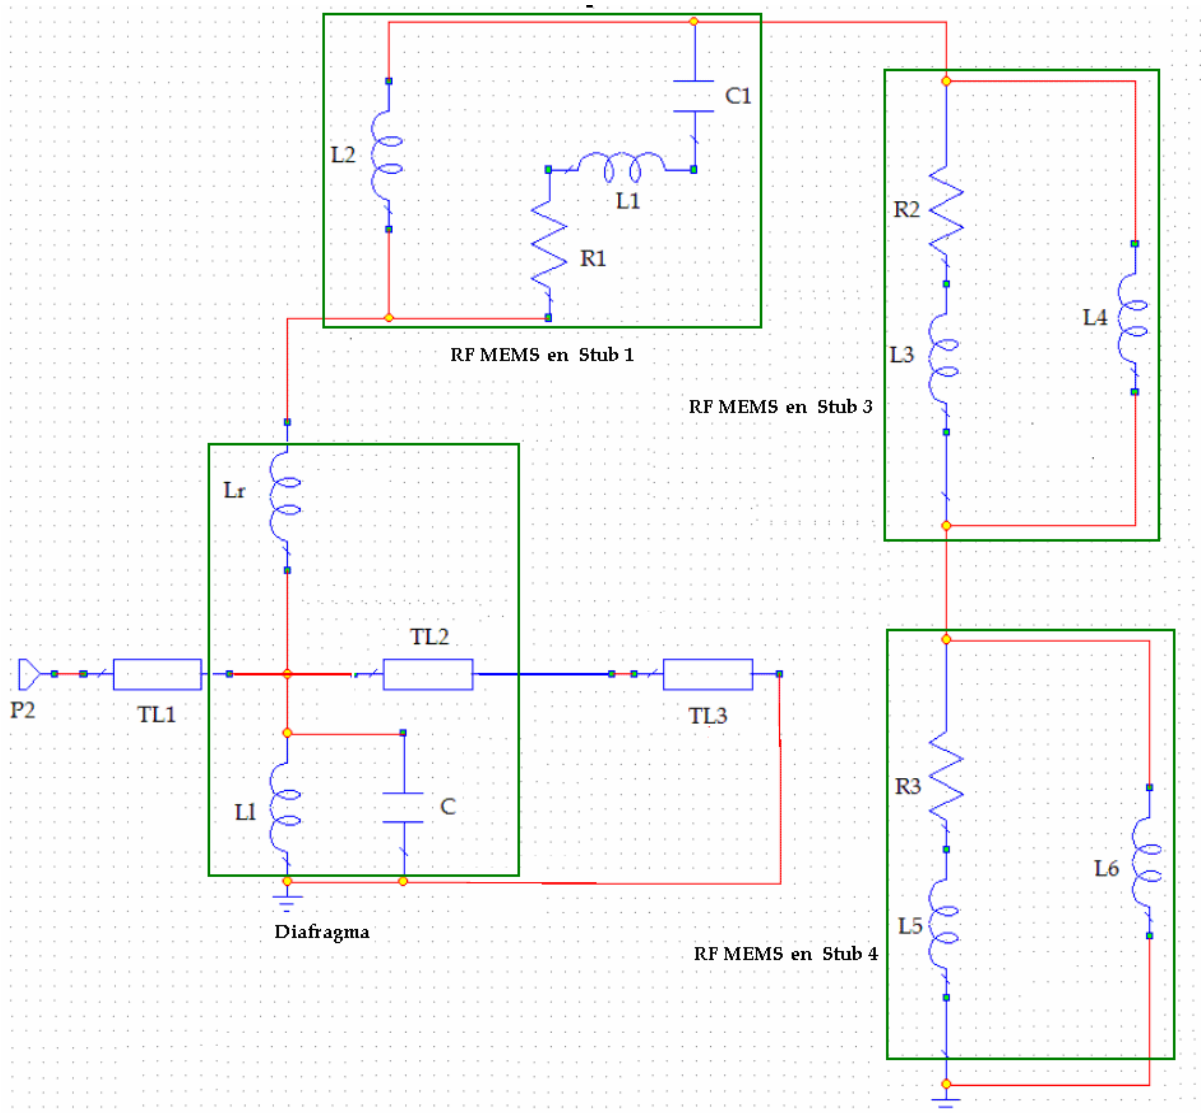 C1
L2
L1
R1
R2
L4
L3
RF MEMS en Stub 1
RF MEMS en Stub 3
Lr
TL2
P2
TL1
TL3
R3
Ll
C
L6
L5
Diafragma
RF MEMS en Stub 4